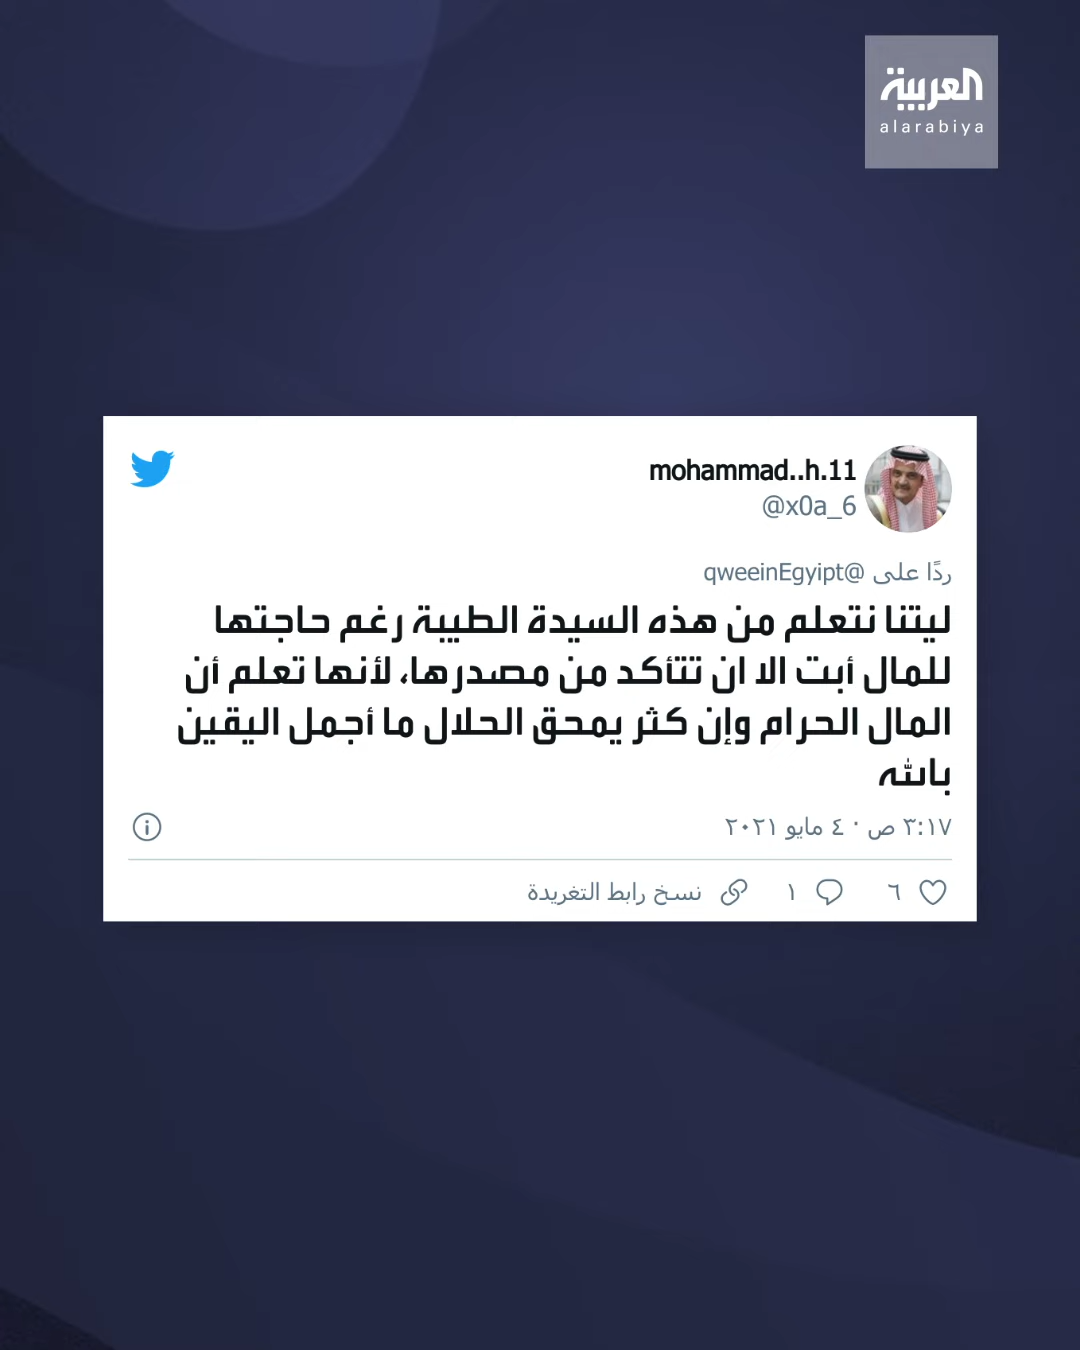 العربية
alarabiya
mohammad..h.11
@x0a_6
ردًا على @qweeinEgyipt
ليتنا نتعلم من هذه السيدة الطيبة رغم حاجتها
للمال أبت الا ان تتأكد من مصدرها، لأنها تعلم أن
المال الحرام وإن كثر يمحق الحلال ما أجمل اليقين
بالله
٣:١٧ ص · ٤ مايو ٢٠٢١
٦ ١ نسخ رابط التغريدة